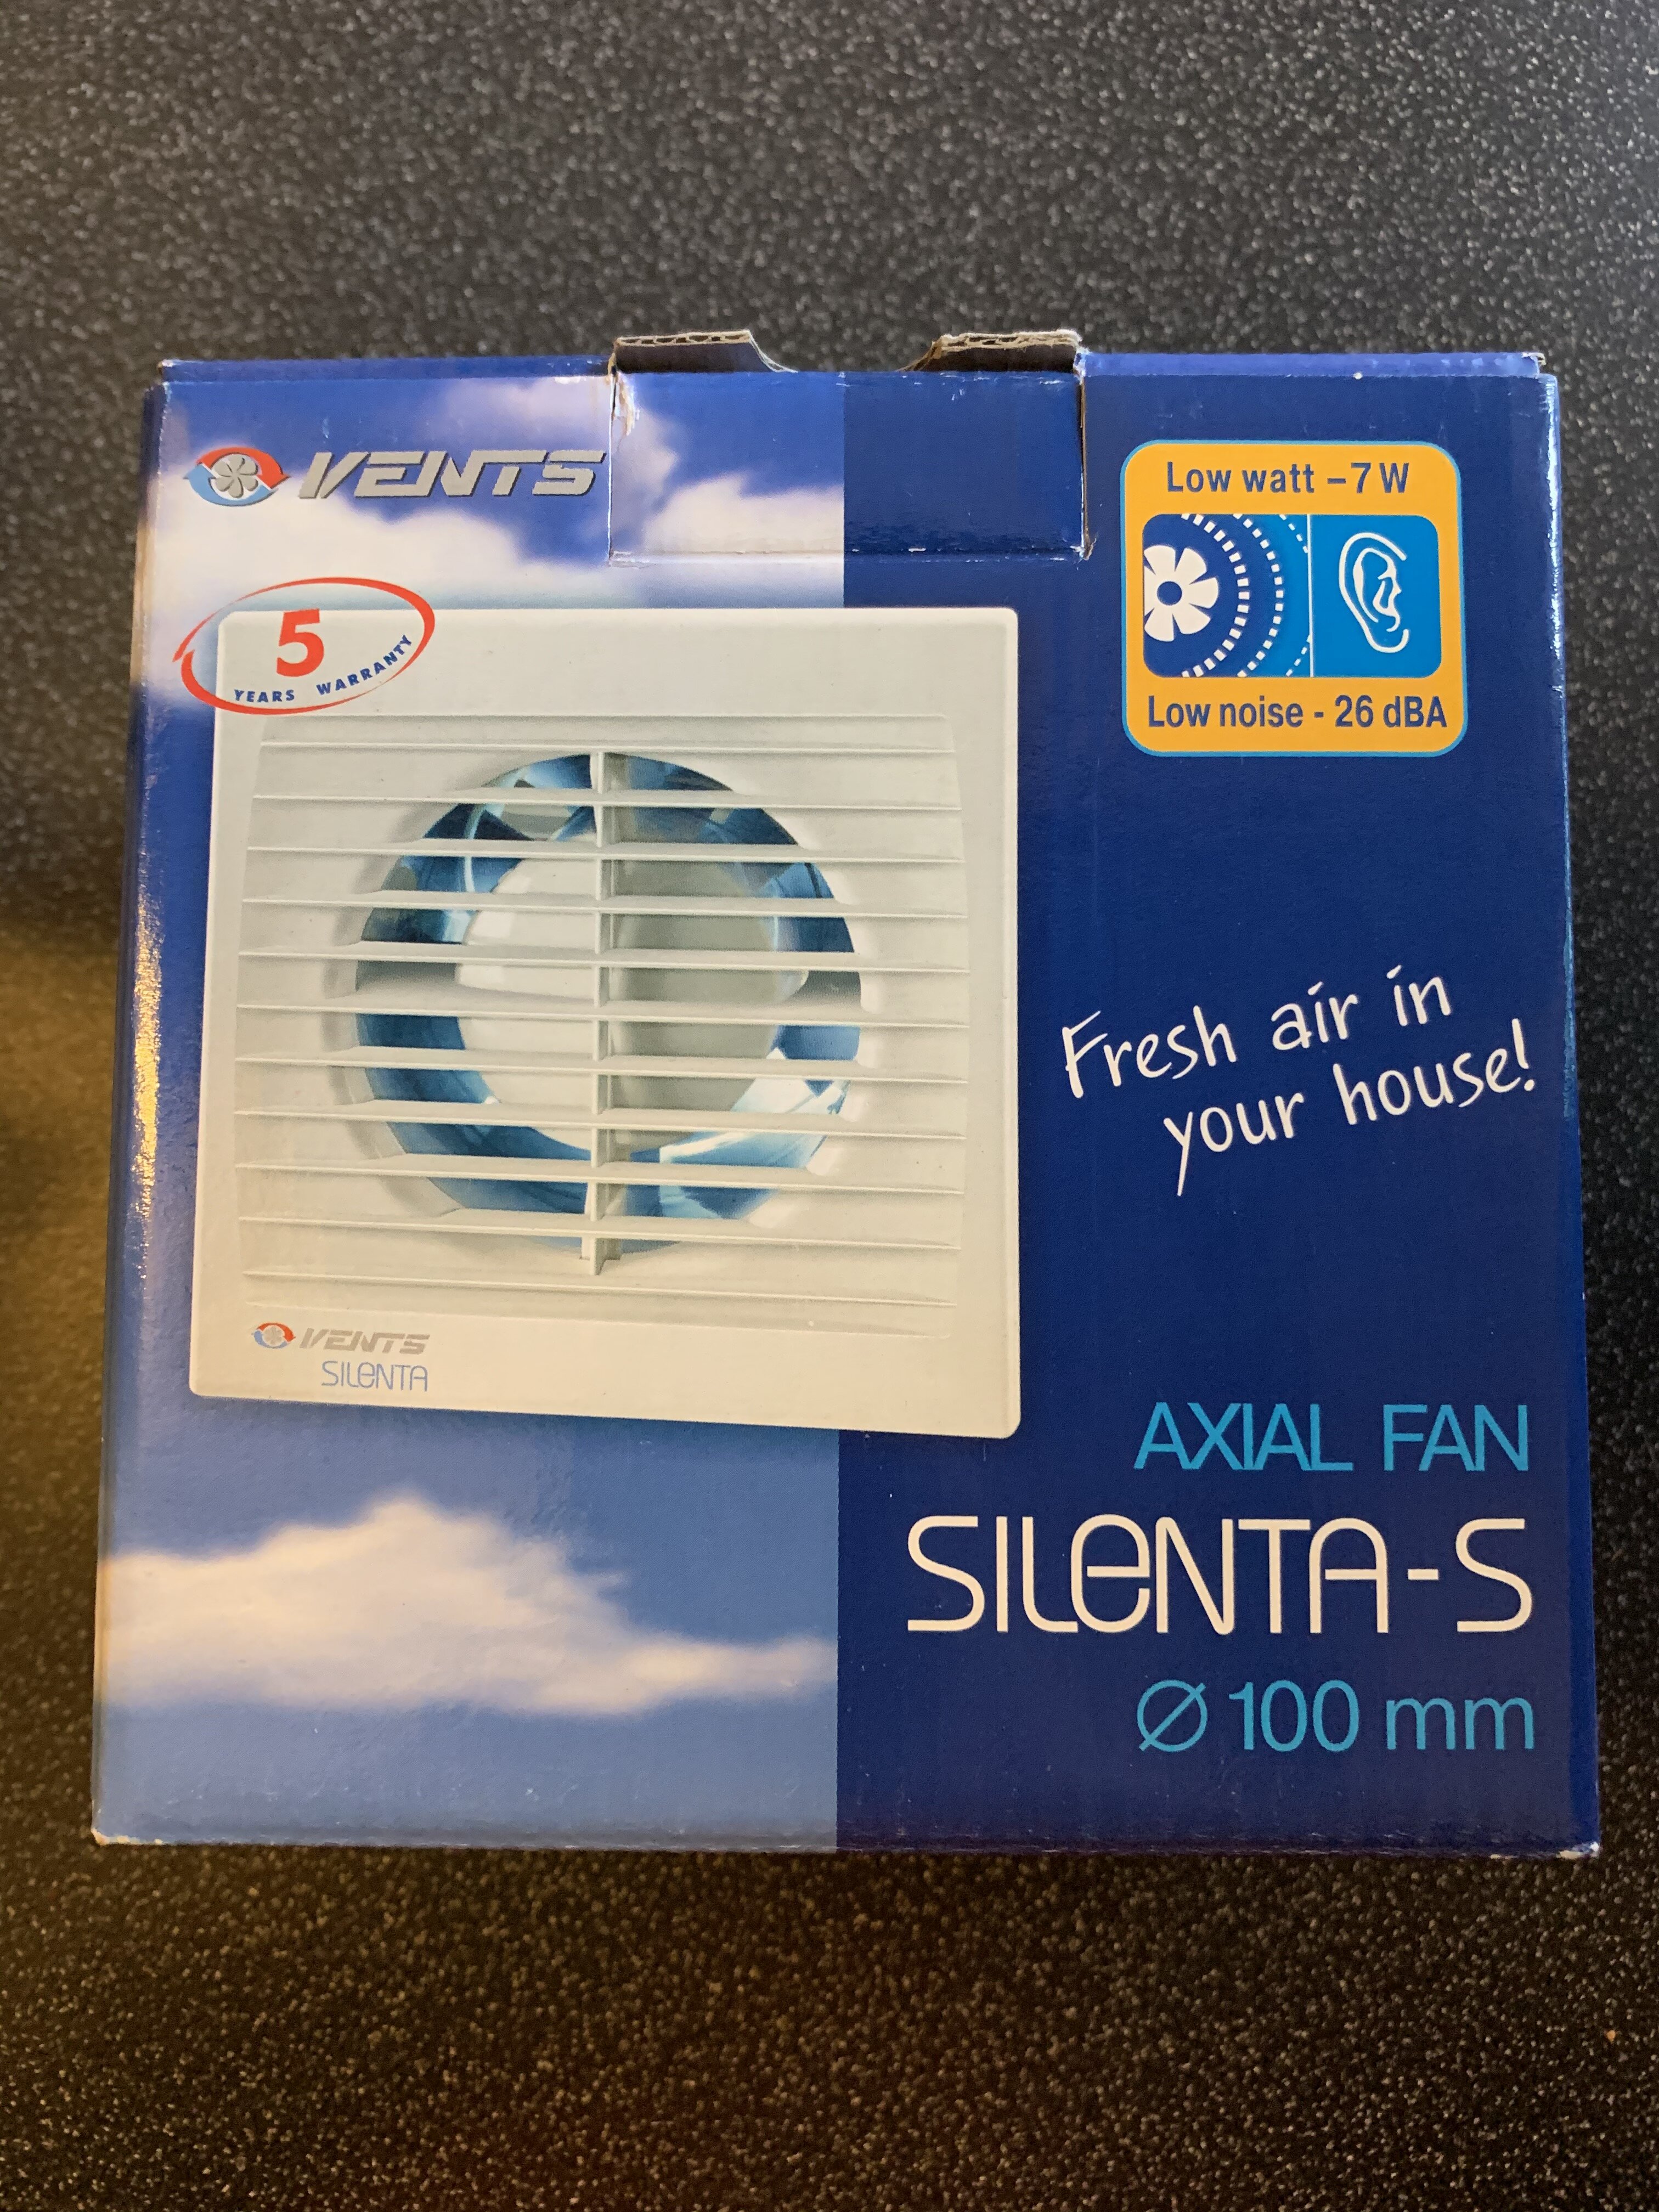 VENTS
Low watt – 7 W
Low noise - 26 dBA
5
YEARS WARRANTY
Fresh air in
your house!
VENTS
SILENTA
AXIAL FAN
SILENTA-S
Ø 100 mm